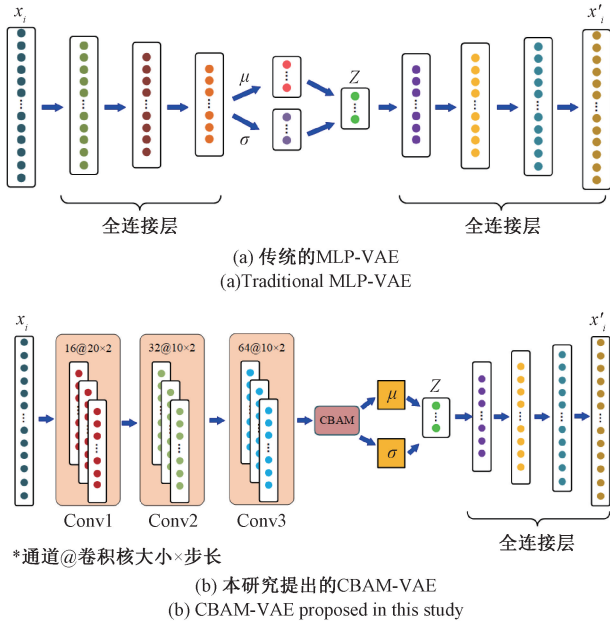 x_i
x'_i
μ
Z
σ
全连接层
全连接层
(a) 传统的MLP-VAE
(a)Traditional MLP-VAE
x_i
x'_i
16@20×2
32@10×2
64@10×2
CBAM
μ
Z
σ
Conv1
Conv2
Conv3
全连接层
*通道@卷积核大小×步长
(b) 本研究提出的CBAM-VAE
(b) CBAM-VAE proposed in this study